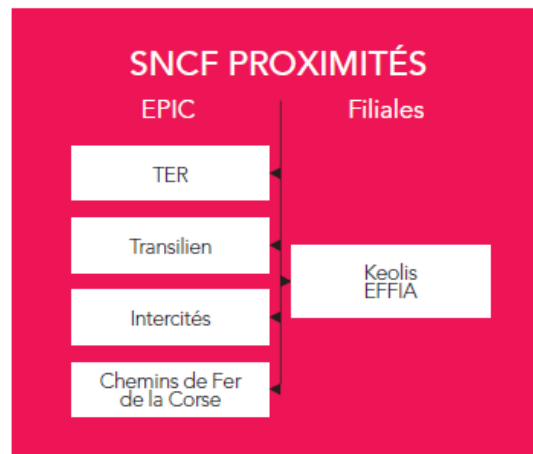 SNCF PROXIMITÉS
EPIC
Filiales
TER
Transilien
Intercités
Chemins de Fer
de la Corse
Keolis
EFFIA